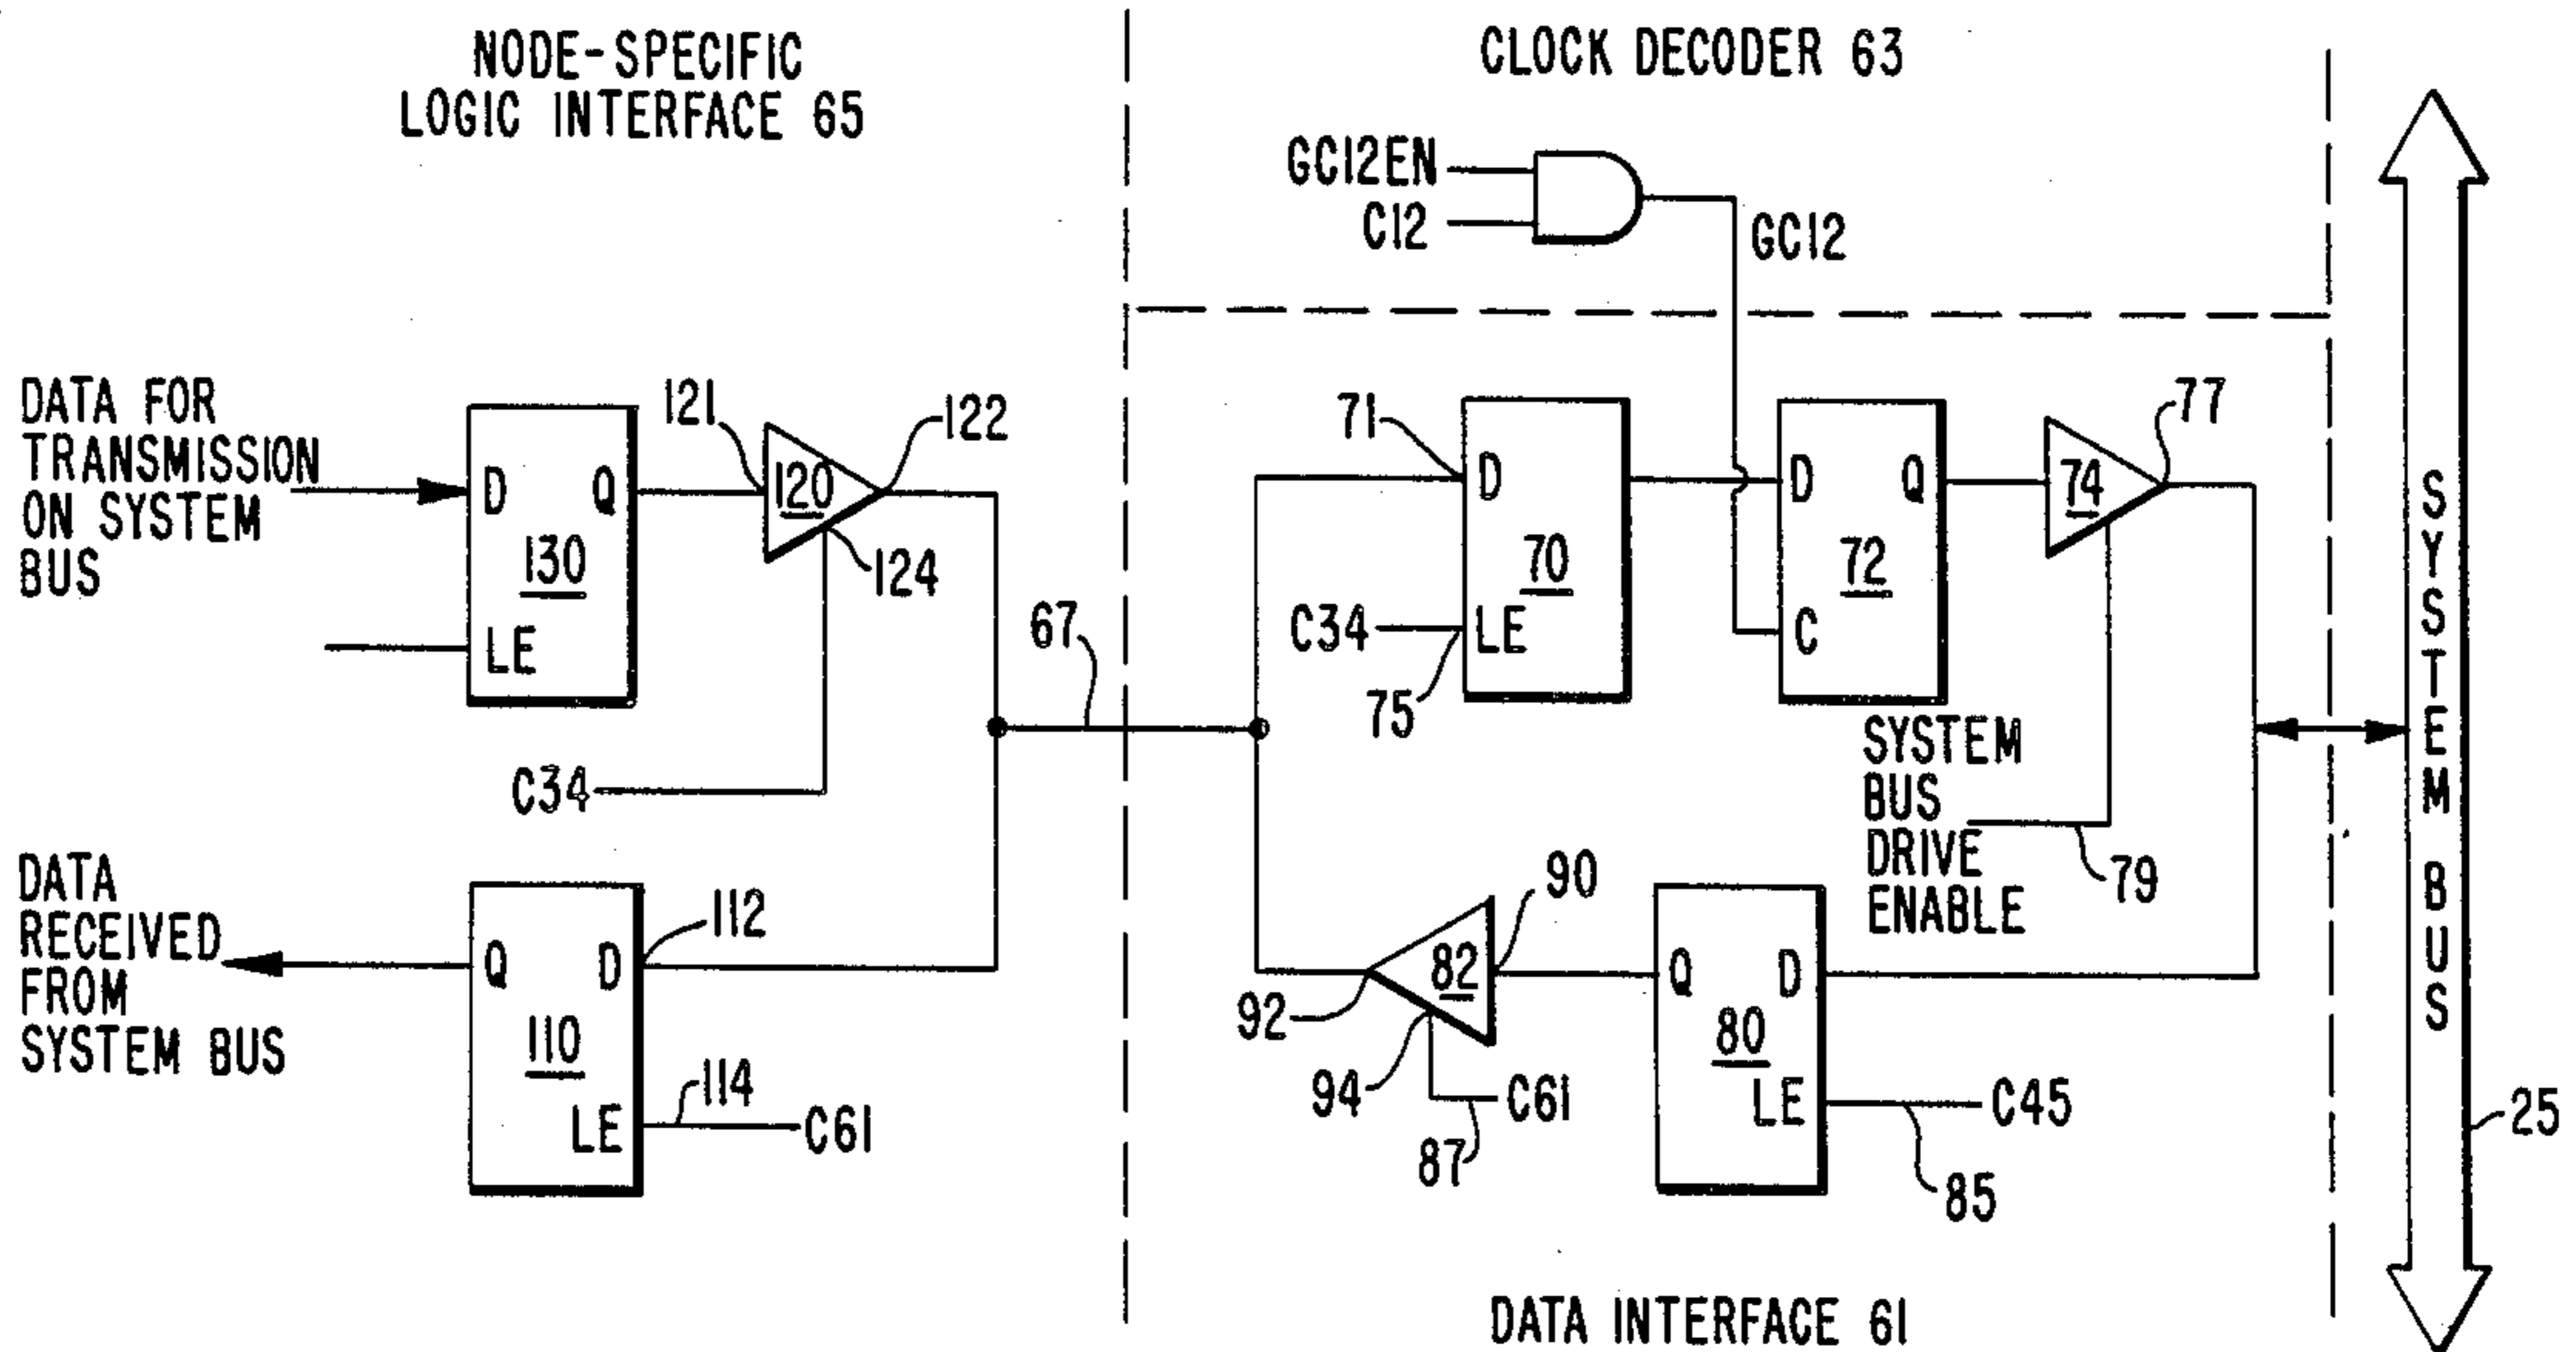 NODE-SPECIFIC
LOGIC INTERFACE 65
CLOCK DECODER 63
GC12EN
C12
GC12
DATA FOR
TRANSMISSION
ON SYSTEM
BUS
D
Q
130
LE
121
120
122
124
C34
67
71
D
70
C34
LE
75
D
Q
72
C
74
77
SYSTEM
BUS
DRIVE
ENABLE
79
SYSTEM BUS
25
DATA
RECEIVED
FROM
SYSTEM BUS
Q
D
112
110
LE
114
C61
90
82
92
94
C61
87
Q
D
80
LE
C45
85
DATA INTERFACE 61